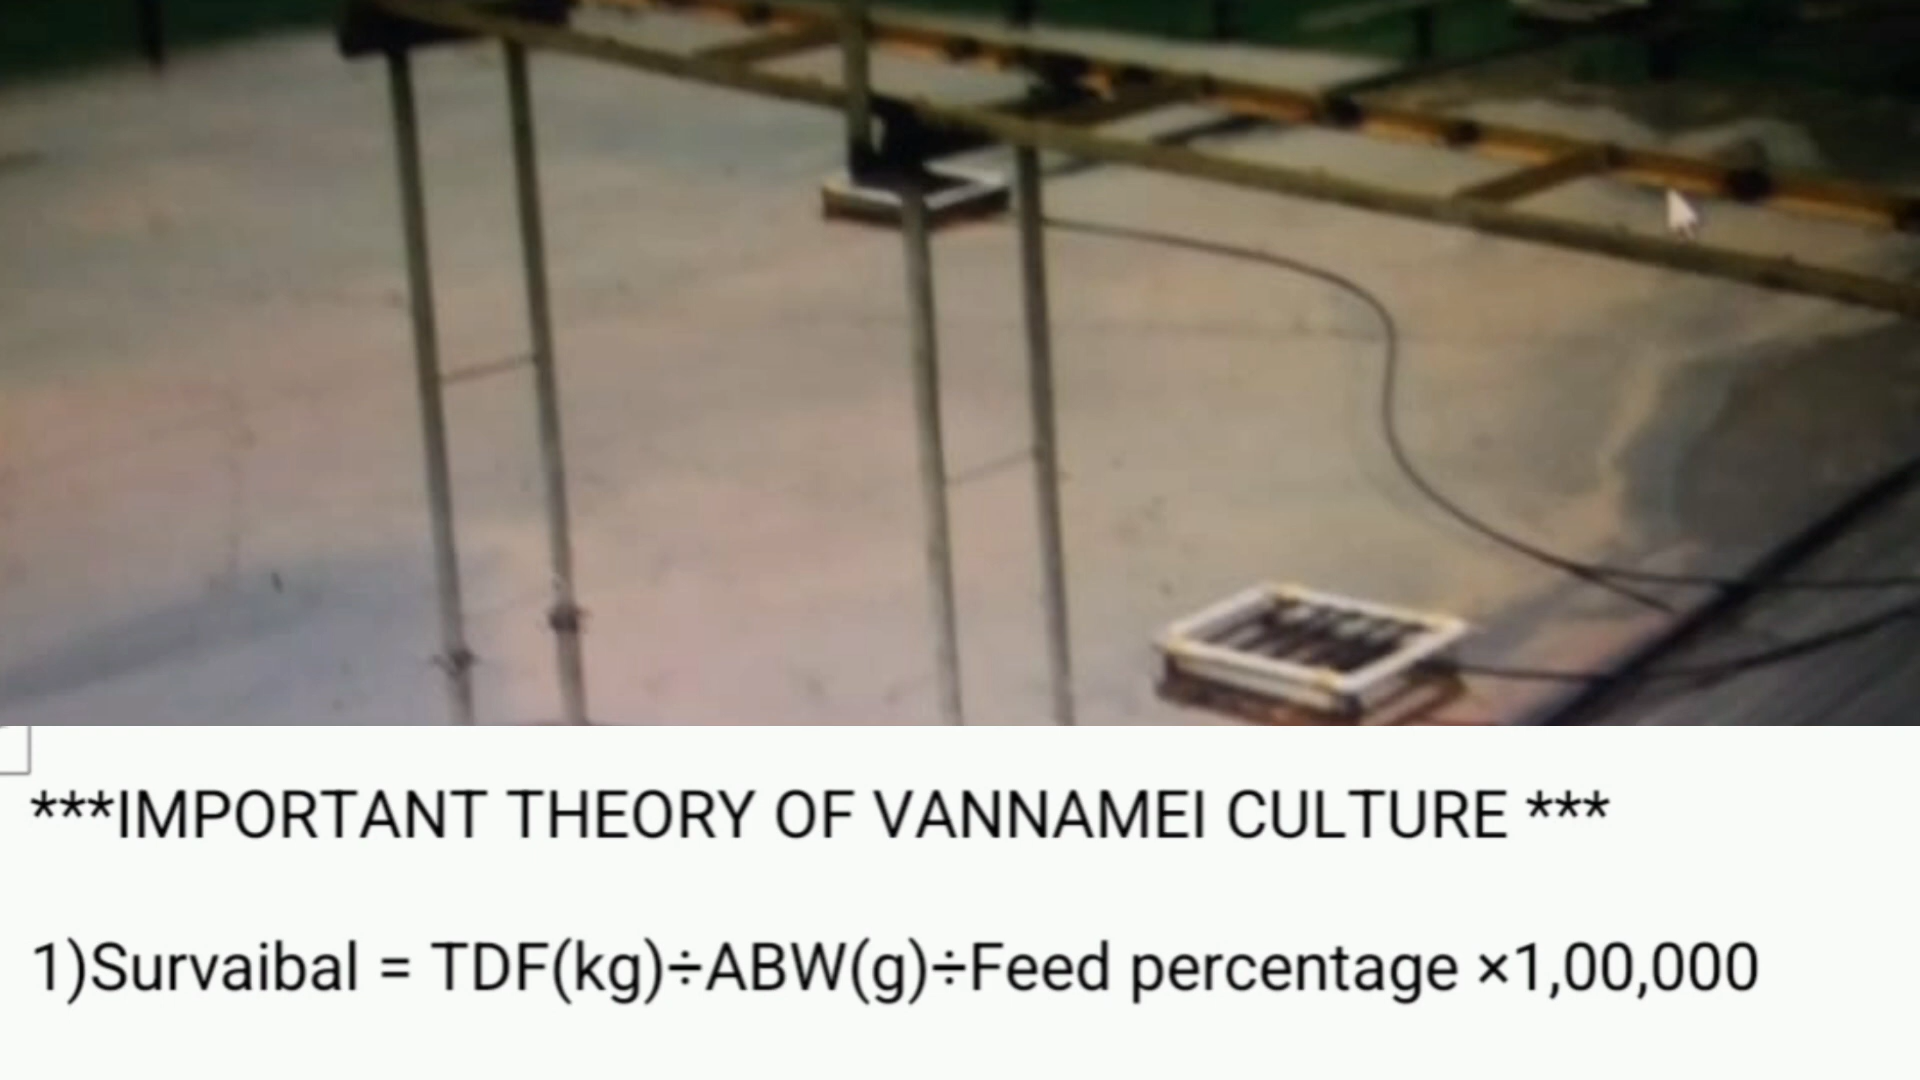 ***IMPORTANT THEORY OF VANNAMEI CULTURE ***
1)Survaibal = TDF(kg)÷ABW(g)÷Feed percentage ×1,00,000